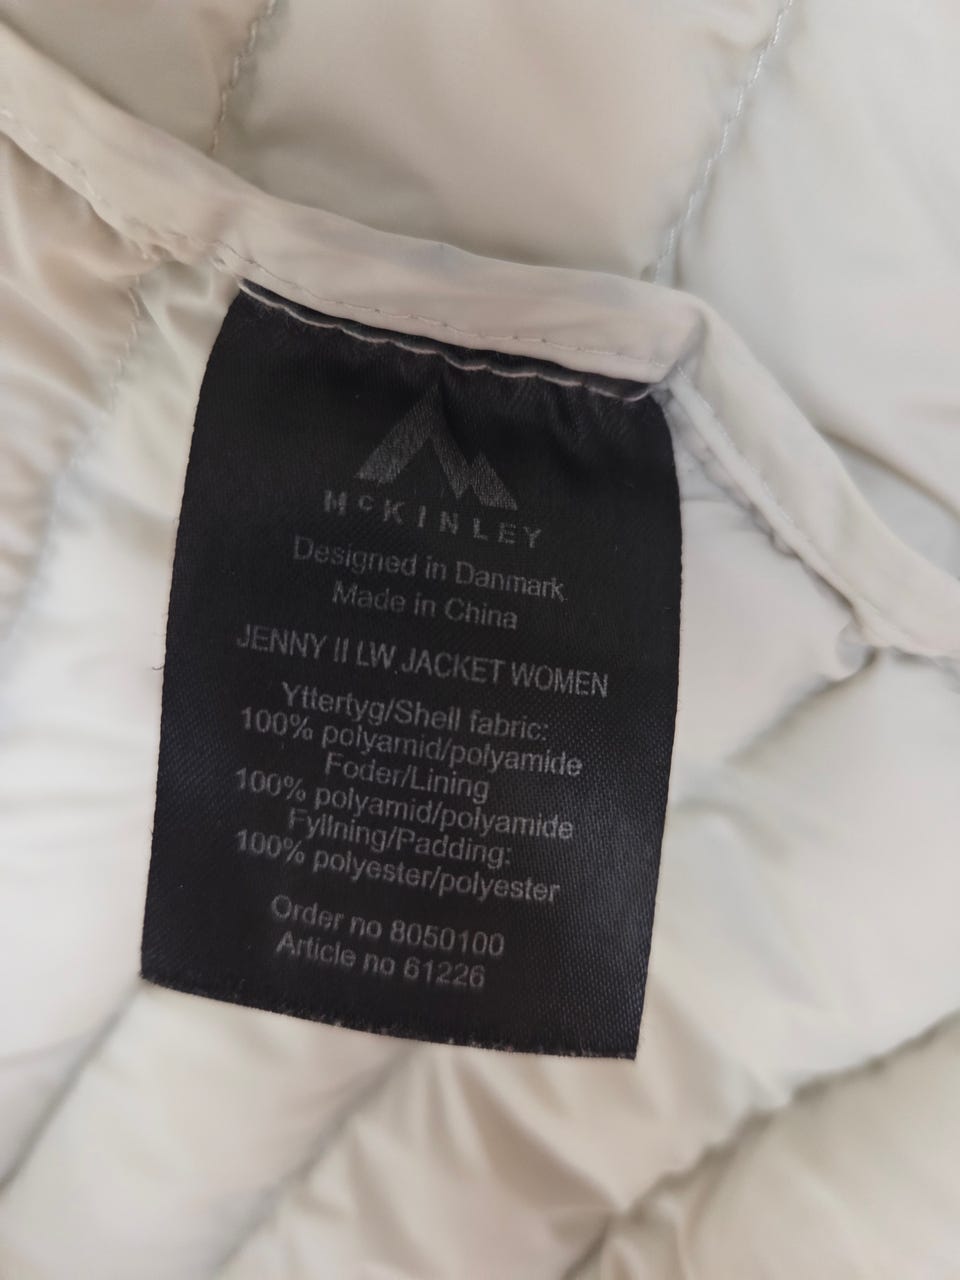 McKINLEY
Designed in Danmark
Made in China
JENNY II LW JACKET WOMEN
Yttertyg/Shell fabric:
100% polyamid/polyamide
Foder/Lining
100% polyamid/polyamide
Fyllning/Padding:
100% polyester/polyester
Order no 8050100
Article no 61226